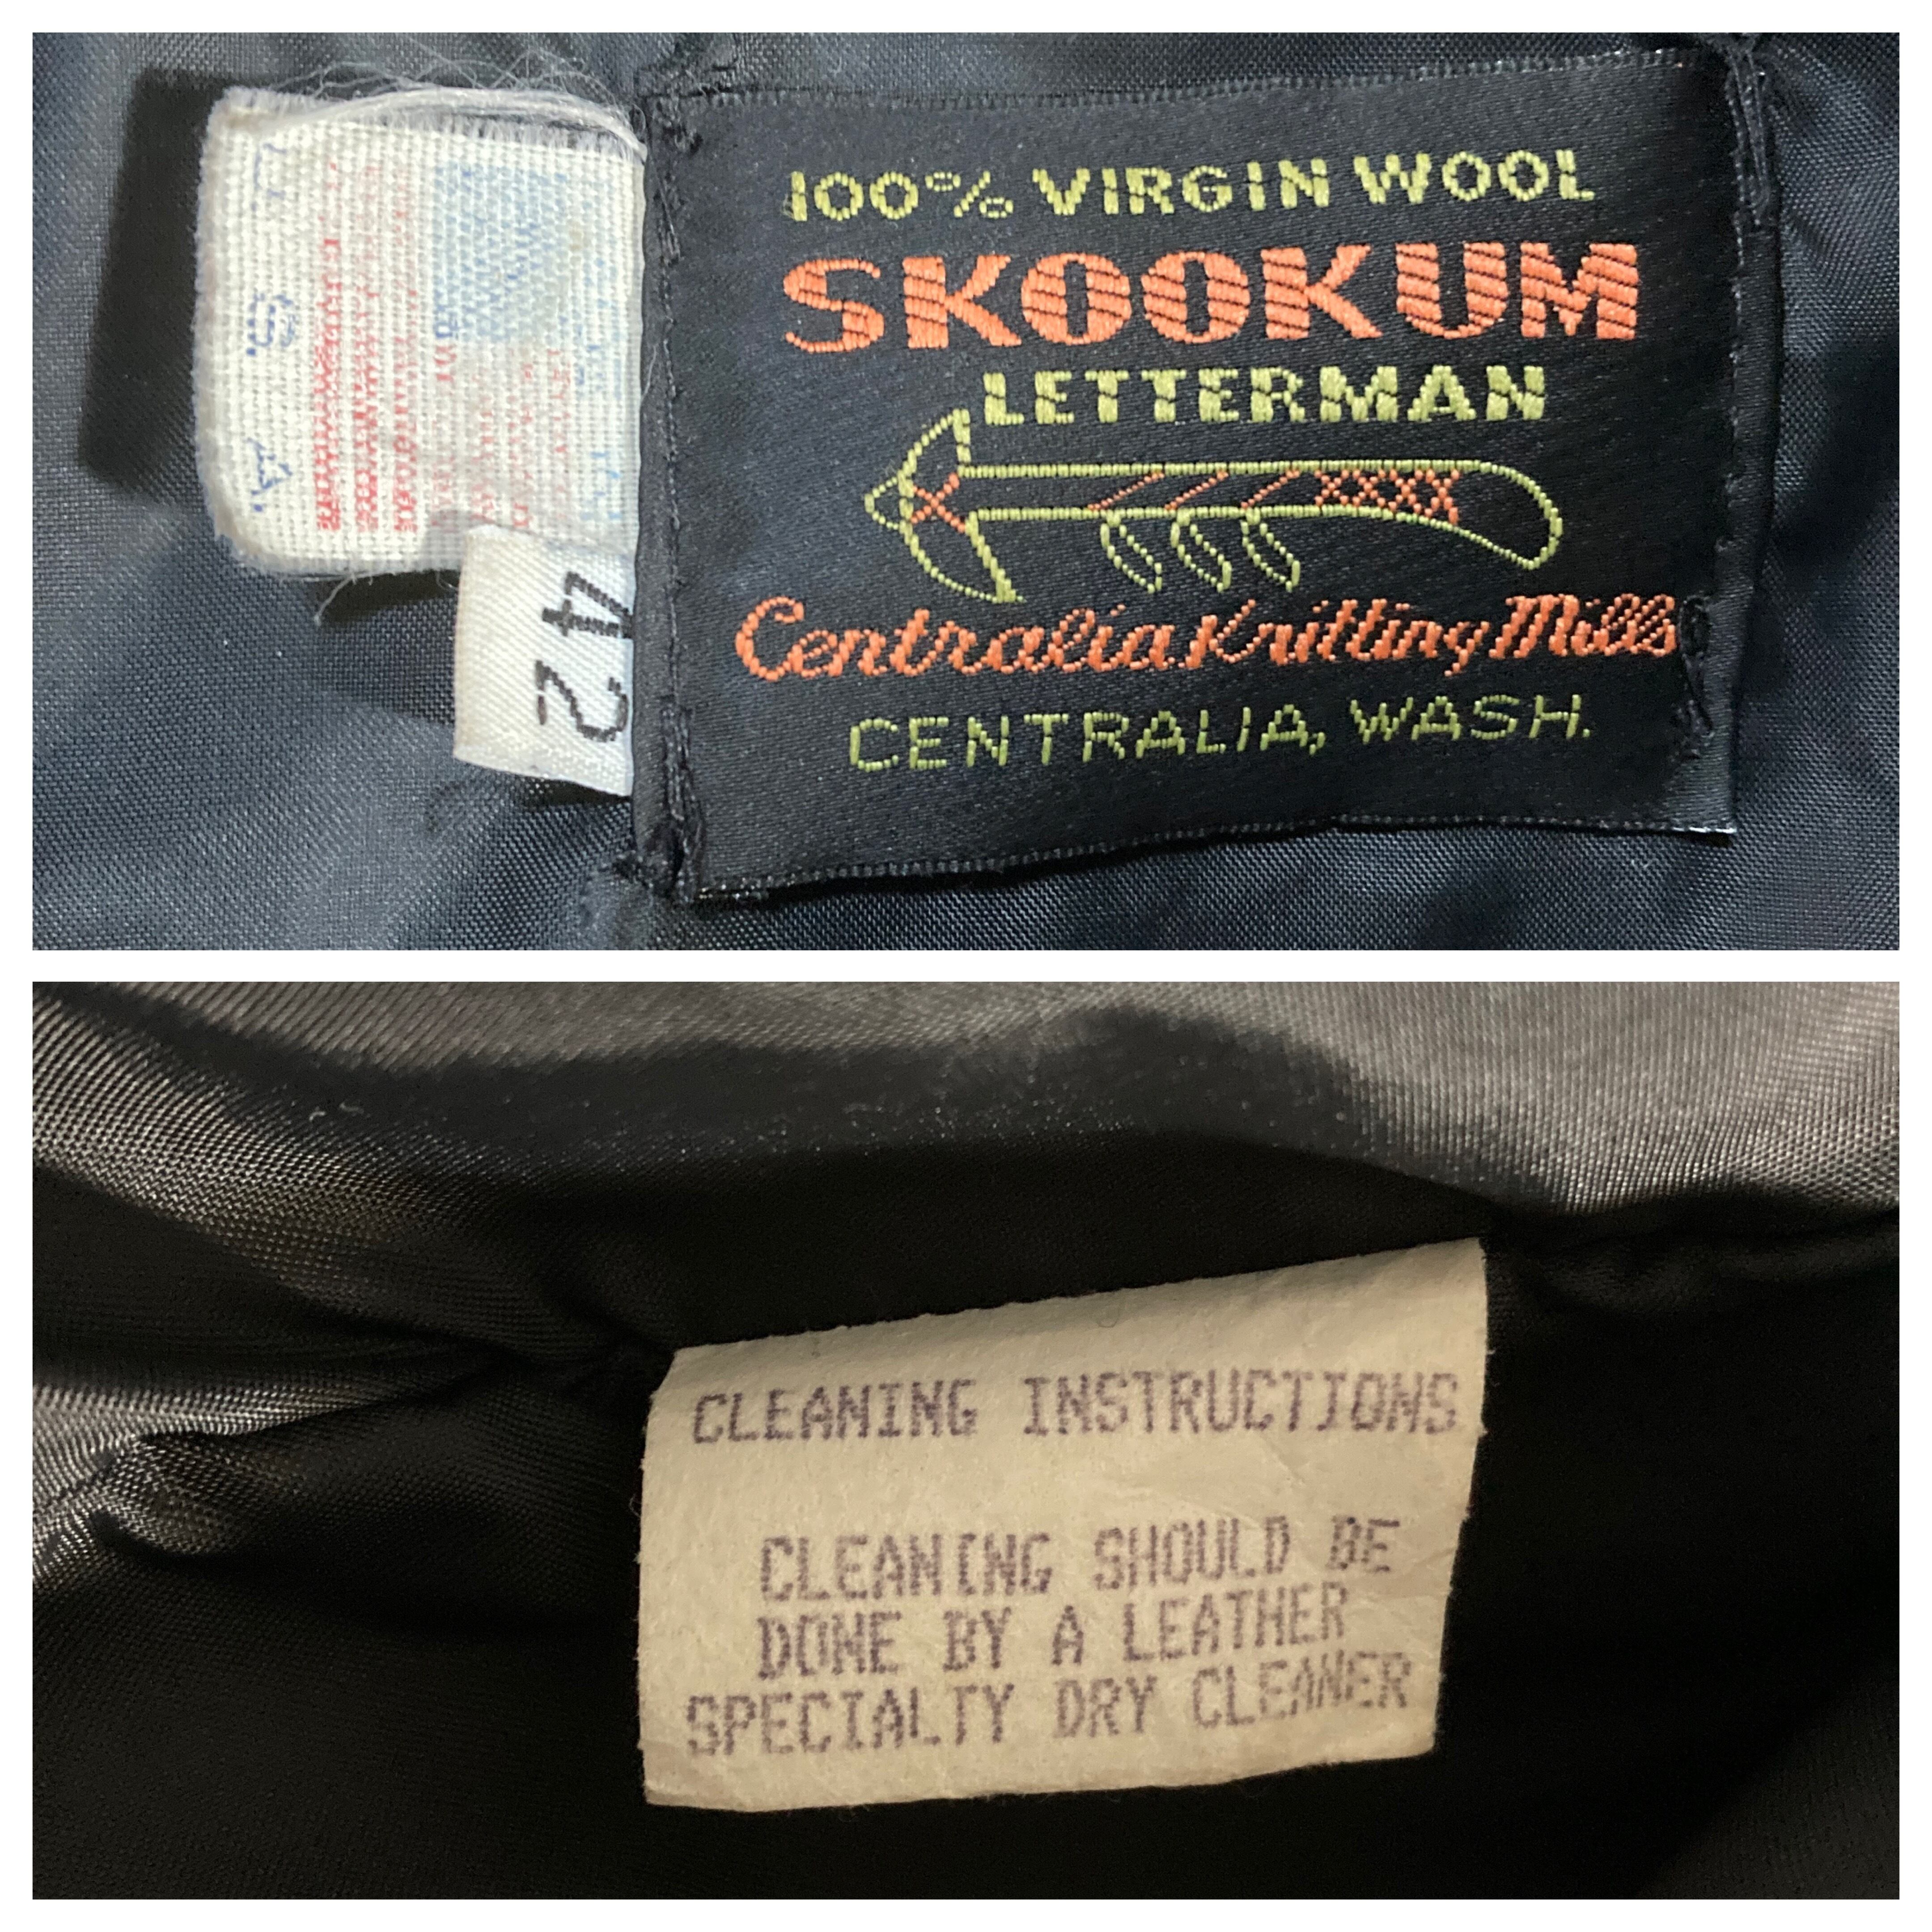 100% VIRGIN WOOL
SKOOKUM
LETTERMAN
Centralia Knitting Mills
CENTRALIA, WASH.
U. S. A.
42
CLEANING INSTRUCTIONS
CLEANING SHOULD BE
DONE BY A LEATHER
SPECIALTY DRY CLEANER